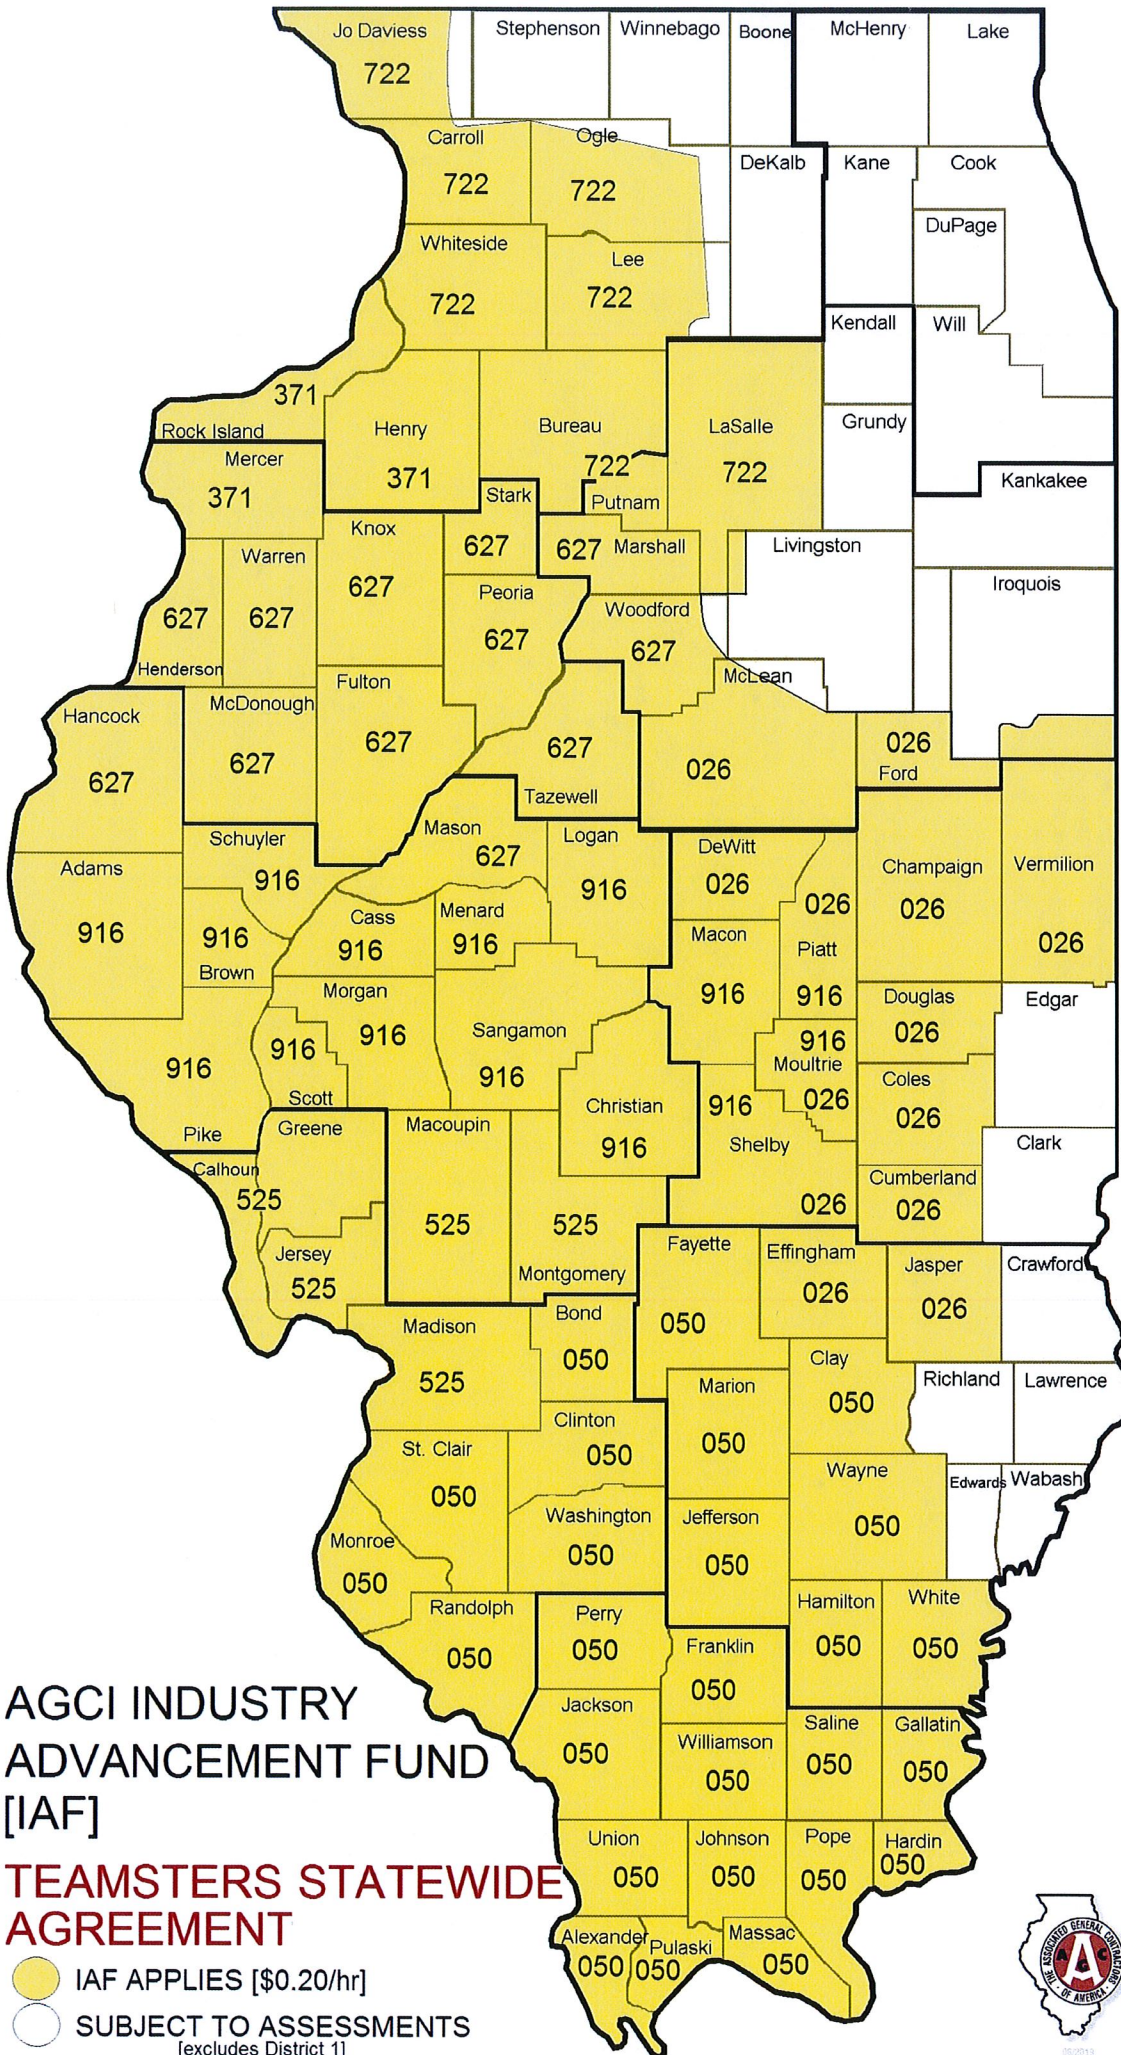 Jo Daviess
722
Stephenson
Winnebago
Boone
McHenry
Lake
Carroll
722
Ogle
722
DeKalb
Kane
Cook
DuPage
Whiteside
722
Lee
722
Kendall
Will
371
Rock Island
Henry
371
Bureau
722
LaSalle
722
Grundy
Kankakee
Mercer
371
Stark
627
Putnam
Knox
627
627
Marshall
Livingston
Iroquois
Warren
627
627
Henderson
Peoria
627
Woodford
627
McLean
026
Hancock
627
McDonough
627
Fulton
627
627
Tazewell
026
Ford
Schuyler
916
Mason
627
Logan
916
DeWitt
026
026
Piatt
916
Champaign
026
Vermilion
026
Adams
916
916
Brown
Cass
916
Menard
916
Macon
916
Morgan
916
Sangamon
916
916
Scott
Douglas
026
Edgar
916
Moultrie
026
916
Pike
Christian
916
916
Shelby
026
Coles
026
Clark
Greene
Macoupin
525
525
Montgomery
Calhoun
525
Cumberland
026
Jersey
525
Fayette
050
Effingham
026
Jasper
026
Crawford
Madison
525
Bond
050
Clay
050
Richland
Lawrence
Marion
050
Clinton
050
St. Clair
050
Wayne
050
Edwards
Wabash
Washington
050
Jefferson
050
Monroe
050
Randolph
050
Perry
050
Hamilton
050
White
050
Franklin
050
Jackson
050
Williamson
050
Saline
050
Gallatin
050
Union
050
Johnson
050
Pope
050
Hardin
050
Alexander
050
Pulaski
050
Massac
050
AGCI INDUSTRY
ADVANCEMENT FUND
[IAF]
TEAMSTERS STATEWIDE
AGREEMENT
IAF APPLIES [$0.20/hr]
SUBJECT TO ASSESSMENTS
[excludes District 1]
THE ASSOCIATED GENERAL CONTRACTORS
OF AMERICA
AGC